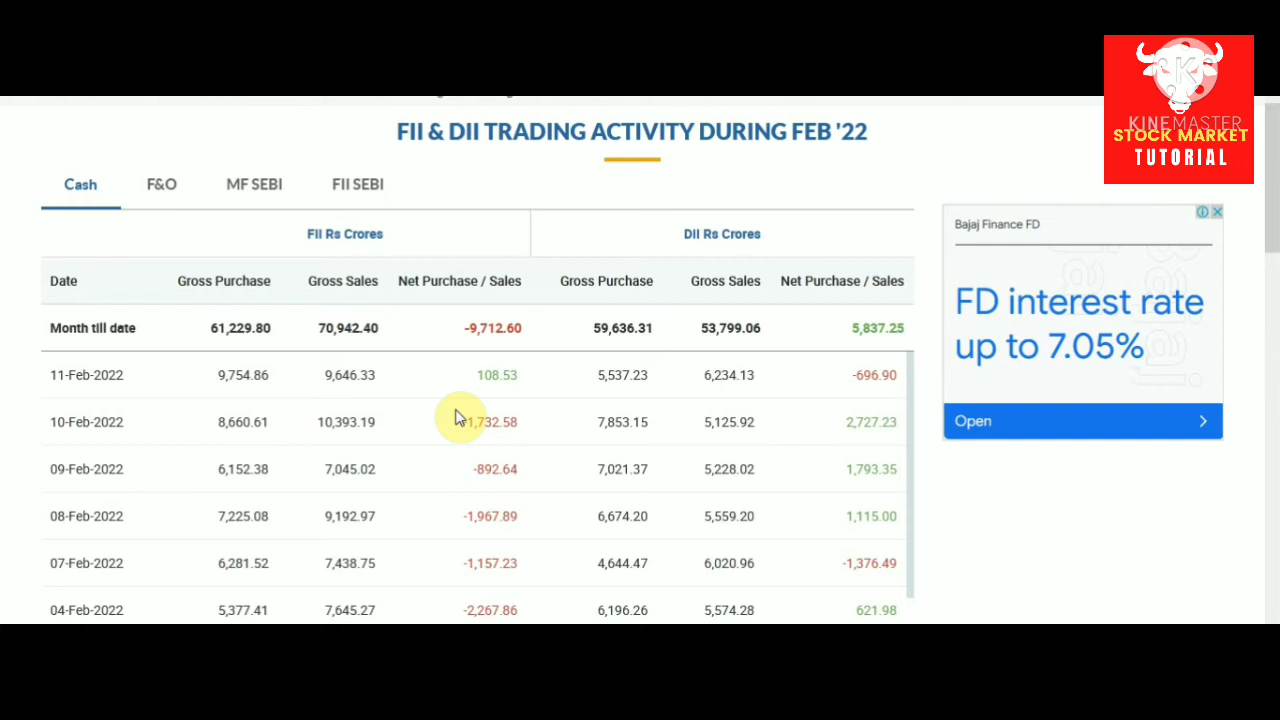 KINEMASTER
STOCK MARKET
TUTORIAL
FII & DII TRADING ACTIVITY DURING FEB '22
Cash F&O MF SEBI FII SEBI
FII Rs Crores DII Rs Crores
Date Gross Purchase Gross Sales Net Purchase / Sales Gross Purchase Gross Sales Net Purchase / Sales
Month till date 61,229.80 70,942.40 -9,712.60 59,636.31 53,799.06 5,837.25
11-Feb-2022 9,754.86 9,646.33 108.53 5,537.23 6,234.13 -696.90
10-Feb-2022 8,660.61 10,393.19 -1,732.58 7,853.15 5,125.92 2,727.23
09-Feb-2022 6,152.38 7,045.02 -892.64 7,021.37 5,228.02 1,793.35
08-Feb-2022 7,225.08 9,192.97 -1,967.89 6,674.20 5,559.20 1,115.00
07-Feb-2022 6,281.52 7,438.75 -1,157.23 4,644.47 6,020.96 -1,376.49
04-Feb-2022 5,377.41 7,645.27 -2,267.86 6,196.26 5,574.28 621.98
Bajaj Finance FD
FD interest rate
up to 7.05%
Open